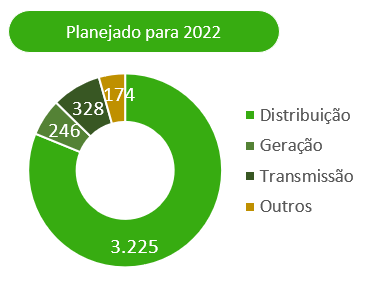 Planejado para 2022
174
328
246
3.225
Distribuição
Geração
Transmissão
Outros